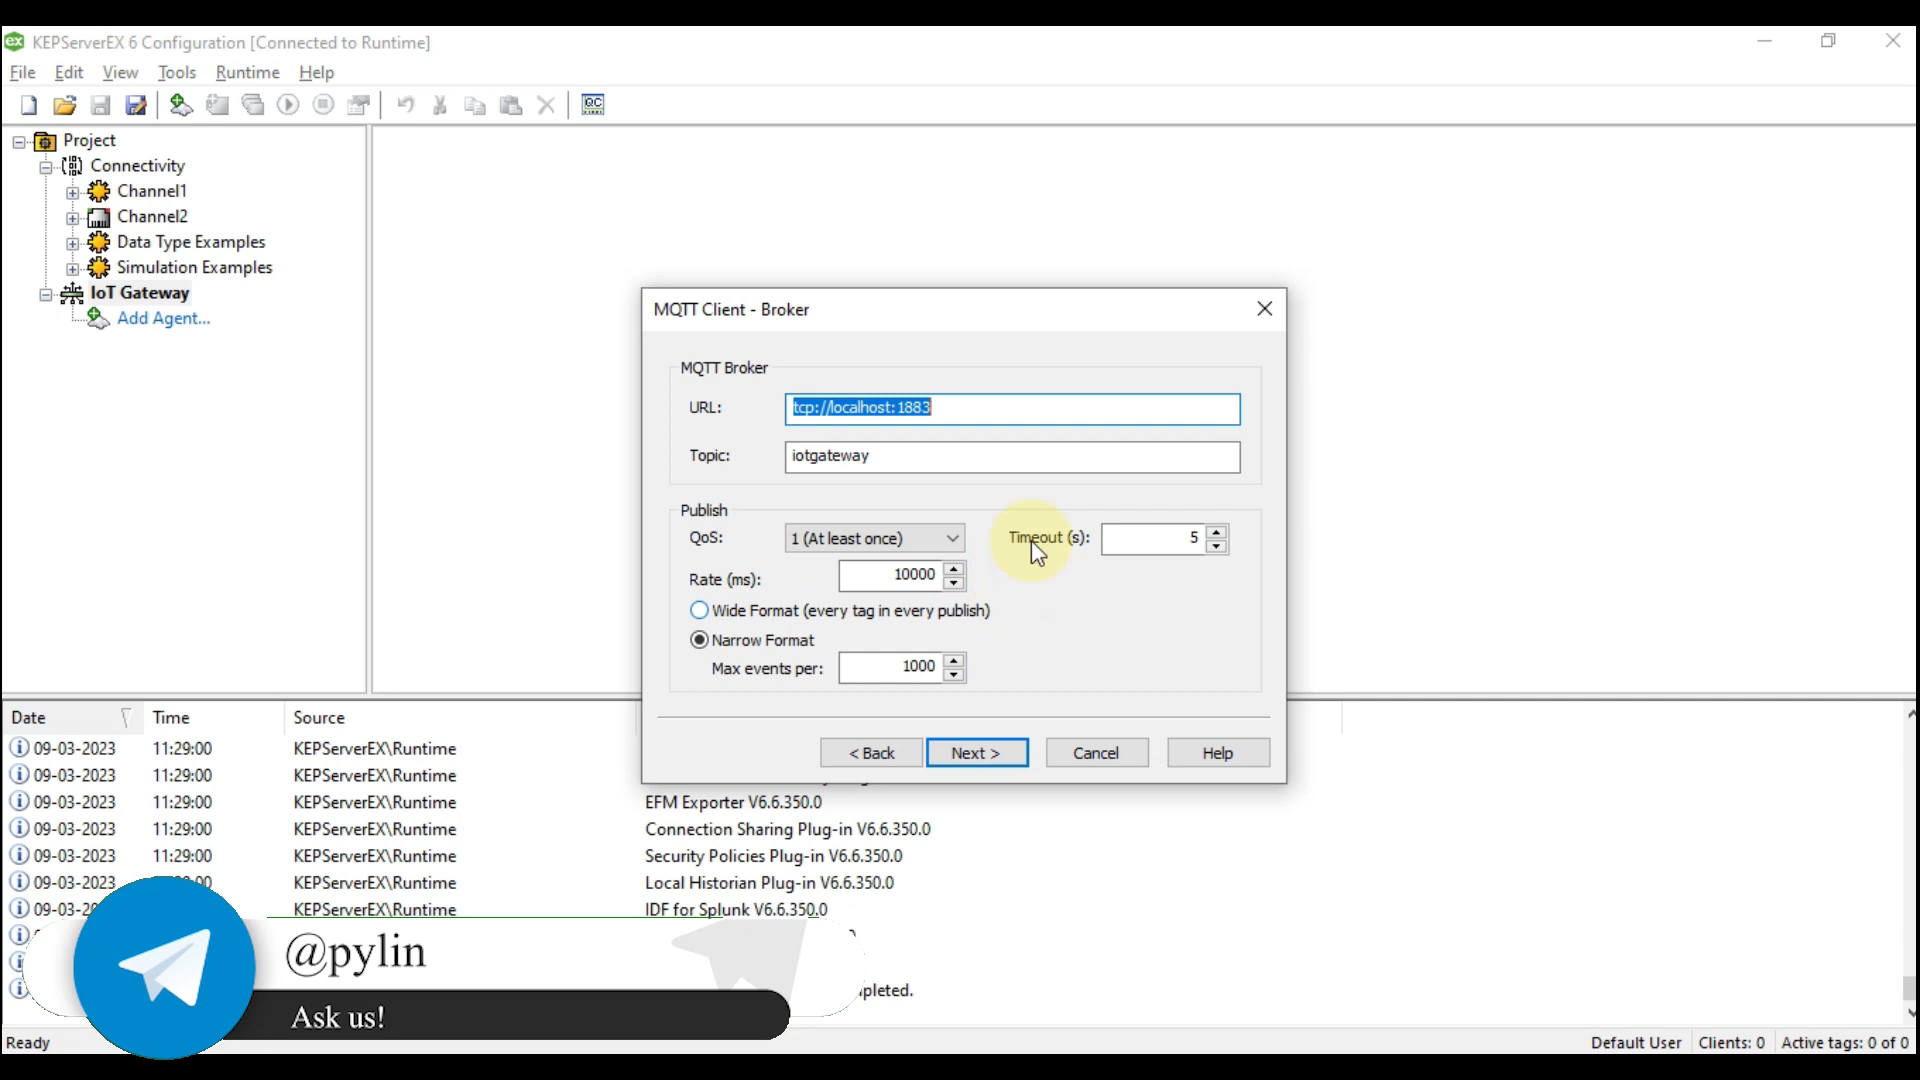 KEPServerEX 6 Configuration [Connected to Runtime]
File Edit View Tools Runtime Help
Project
Connectivity
Channel1
Channel2
Data Type Examples
Simulation Examples
IoT Gateway
Add Agent...
MQTT Client - Broker
MQTT Broker
URL: tcp://localhost:1883
Topic: iotgateway
Publish
QoS: 1 (At least once) Timeout (s): 5
Rate (ms): 10000
Wide Format (every tag in every publish)
Narrow Format
Max events per: 1000
< Back Next > Cancel Help
Date Time Source
09-03-2023 11:29:00 KEPServerEX\Runtime
09-03-2023 11:29:00 KEPServerEX\Runtime
09-03-2023 11:29:00 KEPServerEX\Runtime EFM Exporter V6.6.350.0
09-03-2023 11:29:00 KEPServerEX\Runtime Connection Sharing Plug-in V6.6.350.0
09-03-2023 11:29:00 KEPServerEX\Runtime Security Policies Plug-in V6.6.350.0
09-03-2023 KEPServerEX\Runtime Local Historian Plug-in V6.6.350.0
KEPServerEX\Runtime IDF for Splunk V6.6.350.0
@pylin
Ask us!
Ready Default User Clients: 0 Active tags: 0 of 0